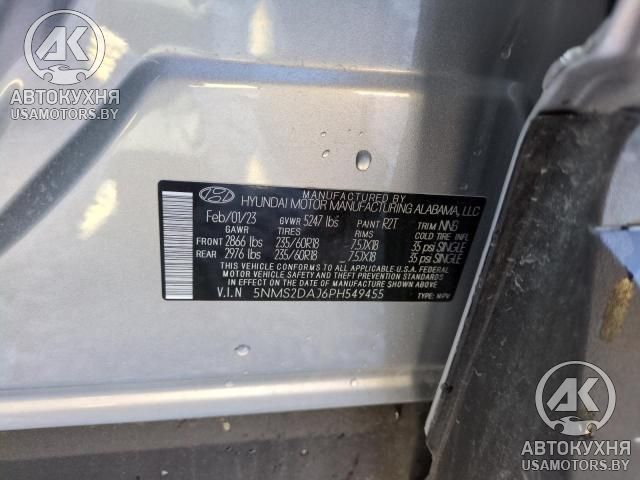 АК
АВТОКУХНЯ
USAMOTORS.BY
MANUFACTURED BY
HYUNDAI MOTOR MANUFACTURING ALABAMA, LLC
Feb/01/23 GVWR 5247 lbs PAINT R2T TRIM NNB
GAWR TIRES RIMS COLD TIRE INFL.
FRONT 2866 lbs 235/60R18 7.5JX18 35 psi SINGLE
REAR 2976 lbs 235/60R18 7.5JX18 35 psi SINGLE
THIS VEHICLE CONFORMS TO ALL APPLICABLE U.S.A. FEDERAL
MOTOR VEHICLE SAFETY AND THEFT PREVENTION STANDARDS
IN EFFECT ON THE DATE OF MANUFACTURE SHOWN ABOVE.
V.I.N 5NMS2DAJ6PH549455 TYPE: MPV
АК
АВТОКУХНЯ
USAMOTORS.BY